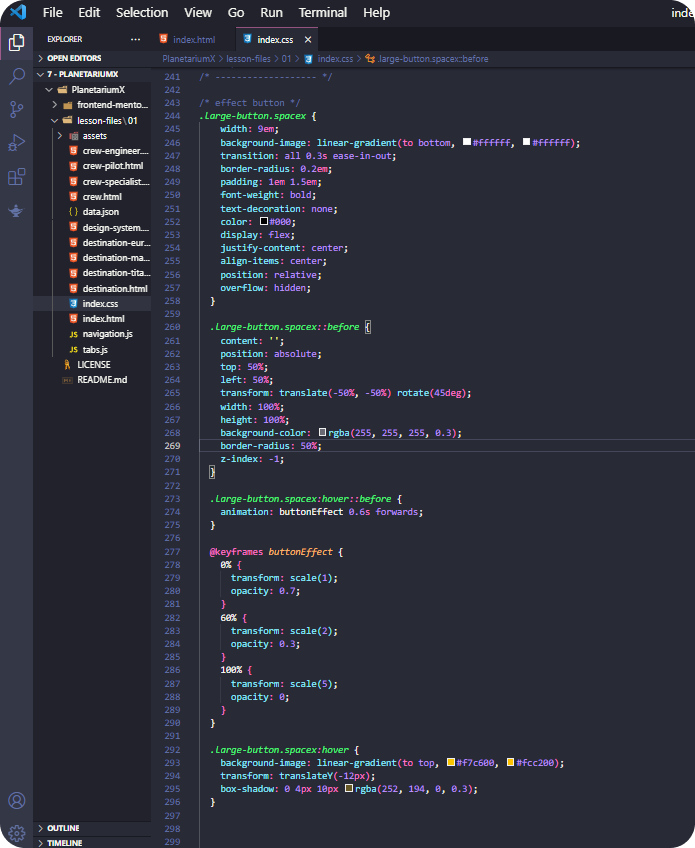 File Edit Selection View Go Run Terminal Help inde
EXPLORER ...
OPEN EDITORS
7 - PLANETARIUMX
PlanetariumX
frontend-mento...
lesson-files\01
assets
crew-engineer....
crew-pilot.html
crew-specialist....
crew.html
data.json
design-system....
destination-eur...
destination-ma...
destination-tita...
destination.html
index.css
index.html
navigation.js
tabs.js
LICENSE
README.md
OUTLINE
TIMELINE
index.html index.css ×
PlanetariumX > lesson-files > 01 > index.css > .large-button.spacex::before
241 /* ------------------- */
242
243 /* effect button */
244 .large-button.spacex {
245 width: 9em;
246 background-image: linear-gradient(to bottom, #ffffff, #ffffff);
247 transition: all 0.3s ease-in-out;
248 border-radius: 0.2em;
249 padding: 1em 1.5em;
250 font-weight: bold;
251 text-decoration: none;
252 color: #000;
253 display: flex;
254 justify-content: center;
255 align-items: center;
256 position: relative;
257 overflow: hidden;
258 }
259
260 .large-button.spacex::before {
261 content: '';
262 position: absolute;
263 top: 50%;
264 left: 50%;
265 transform: translate(-50%, -50%) rotate(45deg);
266 width: 100%;
267 height: 100%;
268 background-color: rgba(255, 255, 255, 0.3);
269 border-radius: 50%;
270 z-index: -1;
271 }
272
273 .large-button.spacex:hover::before {
274 animation: buttonEffect 0.6s forwards;
275 }
276
277 @keyframes buttonEffect {
278 0% {
279 transform: scale(1);
280 opacity: 0.7;
281 }
282 60% {
283 transform: scale(2);
284 opacity: 0.3;
285 }
286 100% {
287 transform: scale(5);
288 opacity: 0;
289 }
290 }
291
292 .large-button.spacex:hover {
293 background-image: linear-gradient(to top, #f7c600, #fcc200);
294 transform: translateY(-12px);
295 box-shadow: 0 4px 10px rgba(252, 194, 0, 0.3);
296 }
297
298
299